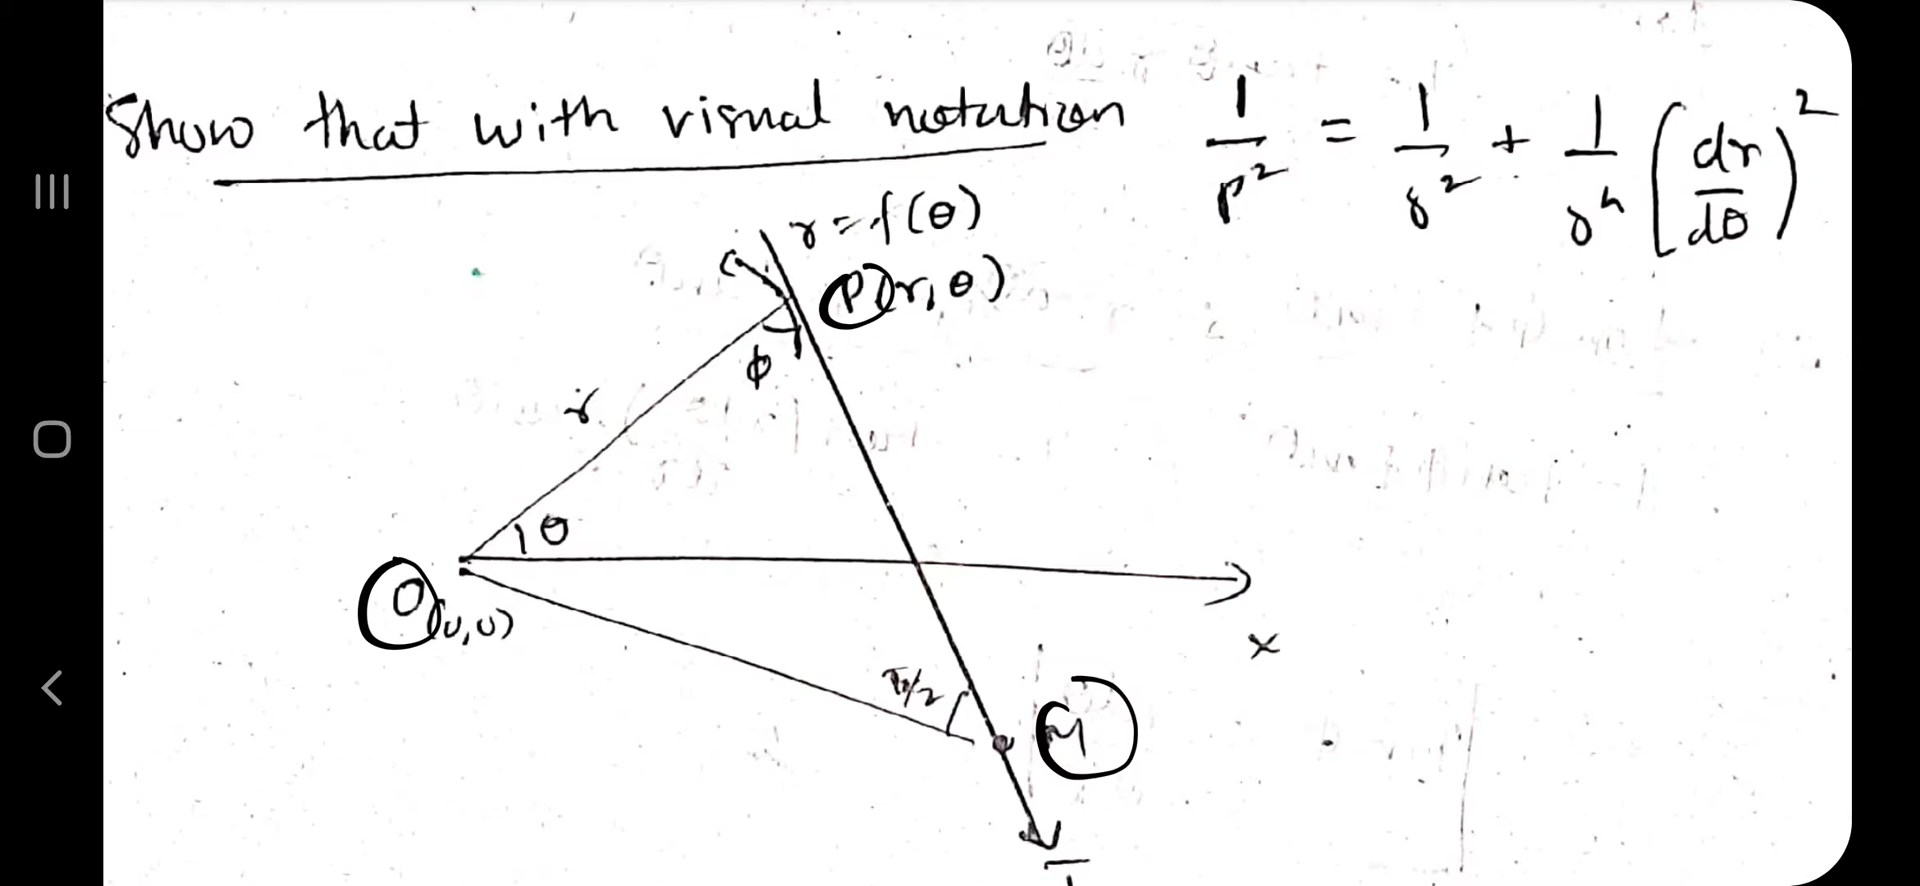 Show that with visual notation 1/p² = 1/r² + 1/r⁴ (dr/dθ)²
r = f(θ)
P(r, θ)
φ
r
θ
O(0,0)
x
π/2
M
T